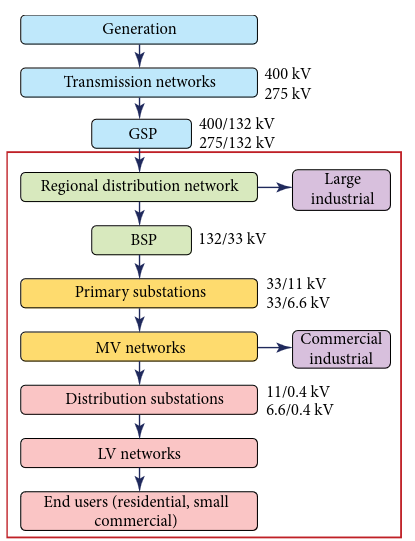 Generation
Transmission networks
400 kV
275 kV
GSP
400/132 kV
275/132 kV
Regional distribution network
Large
industrial
BSP
132/33 kV
Primary substations
33/11 kV
33/6.6 kV
MV networks
Commercial
industrial
Distribution substations
11/0.4 kV
6.6/0.4 kV
LV networks
End users (residential, small
commercial)